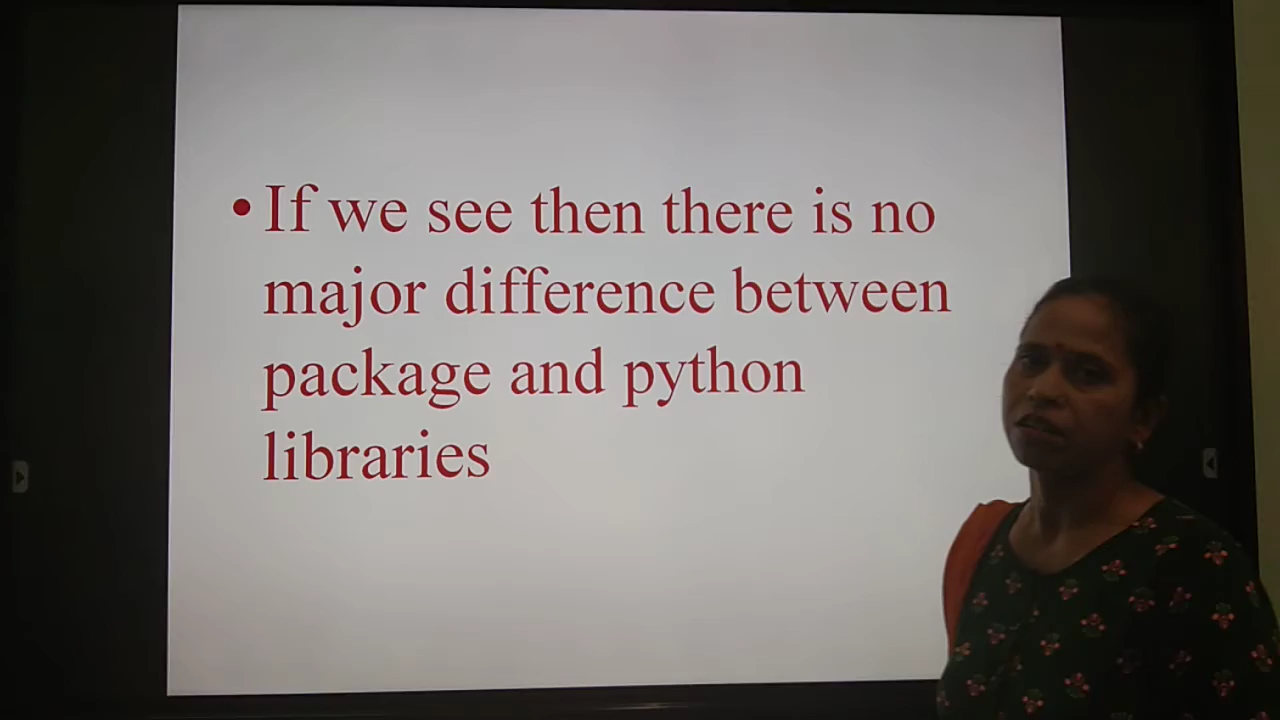 • If we see then there is no
major difference between
package and python
libraries